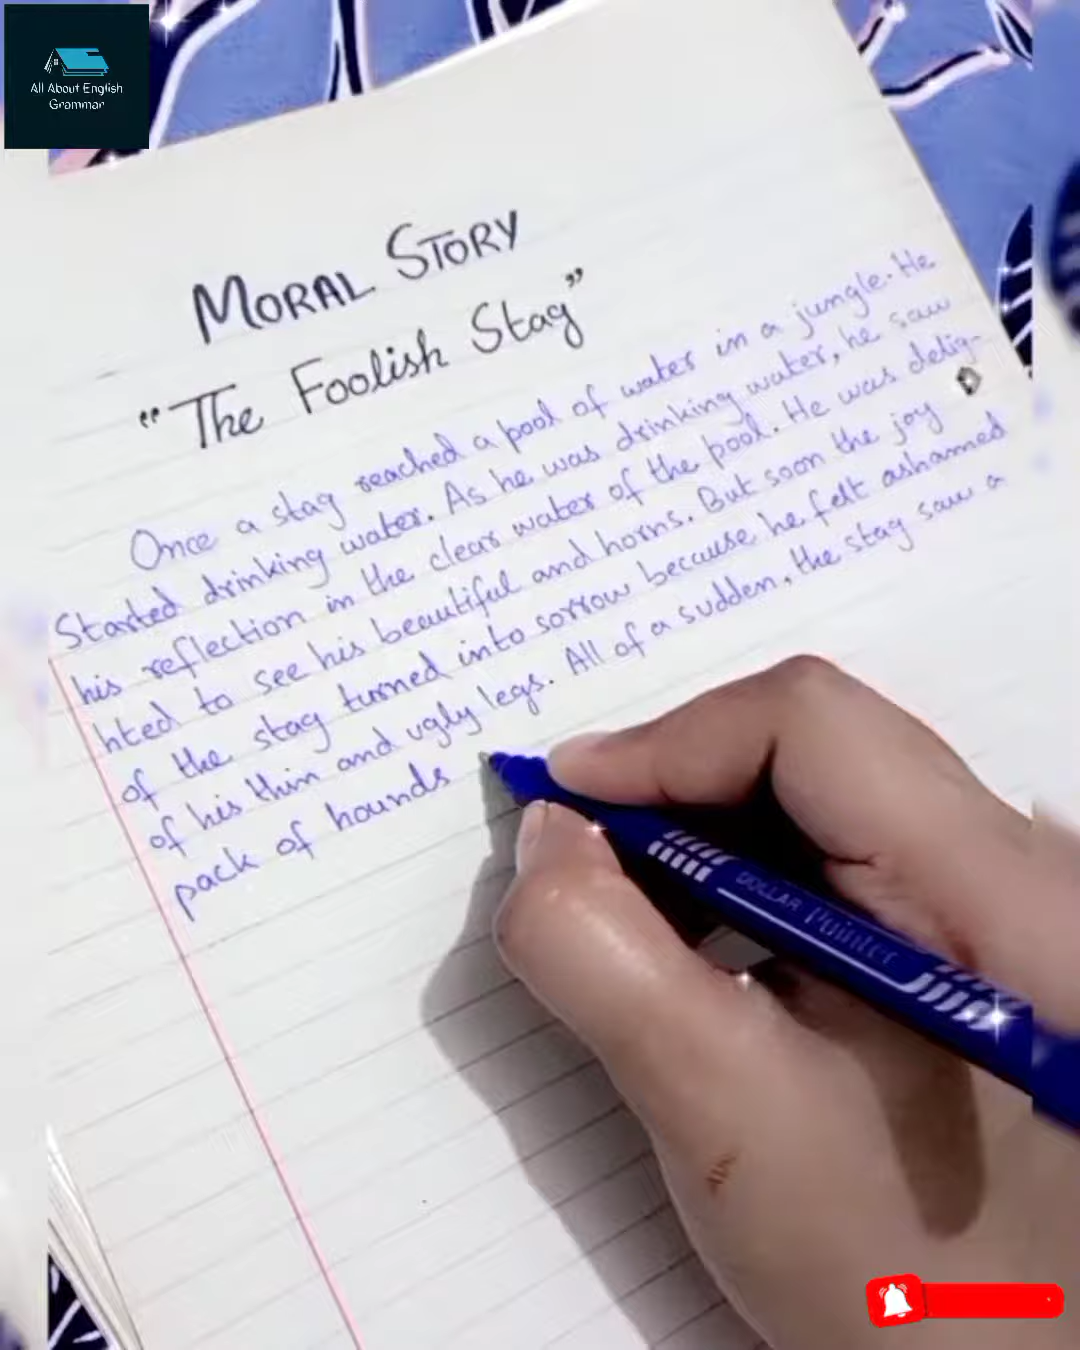 All About English
Grammar
MORAL STORY
"The Foolish Stag"
Once a stag reached a pool of water in a jungle. He
Started drinking water. As he was drinking water, he saw
his reflection in the clear water of the pool. He was delig-
hted to see his beautiful and horns. But soon the joy
of the stag turned into sorrow because he felt ashamed
of his thin and ugly legs. All of a sudden, the stag saw a
pack of hounds
DOLLAR Pointer